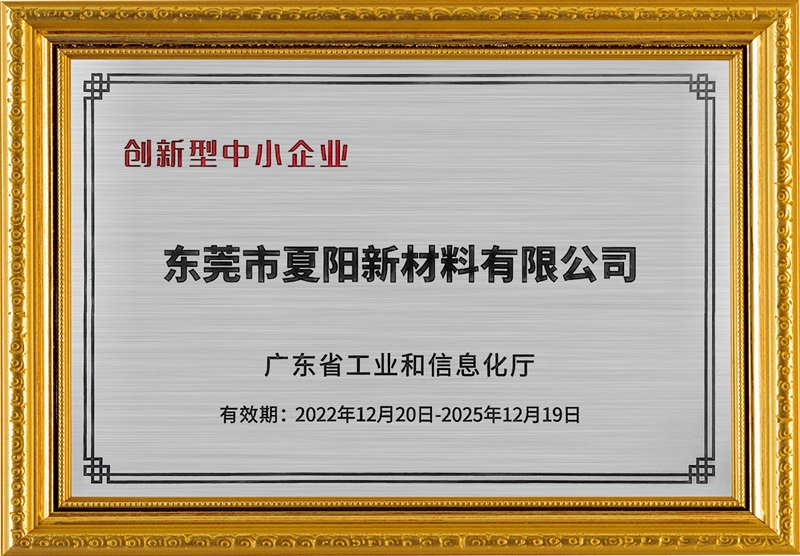 创新型中小企业
东莞市夏阳新材料有限公司
广东省工业和信息化厅
有效期：2022年12月20日-2025年12月19日